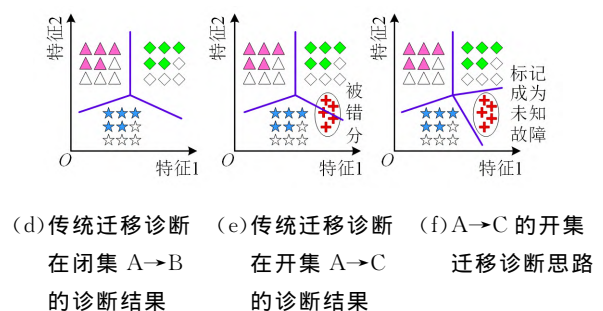 特征2
O
特征1
特征2
被
错
分
O
特征1
特征2
标记
成为
未知
故障
O
特征1
(d)传统迁移诊断
在闭集 A→B
的诊断结果
(e)传统迁移诊断
在开集 A→C
的诊断结果
(f)A→C 的开集
迁移诊断思路